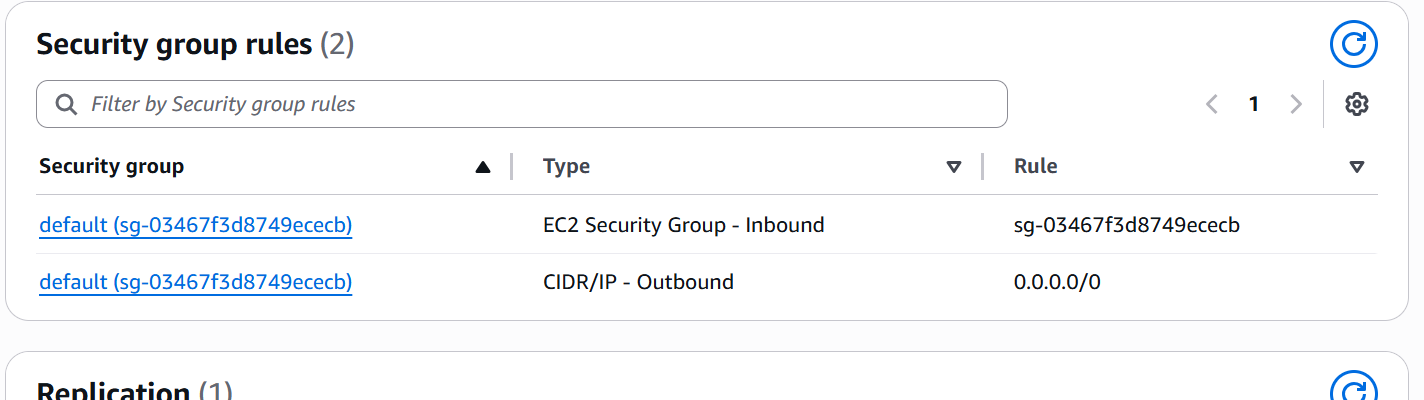 Security group rules (2)
Filter by Security group rules
1
Security group Type Rule
default (sg-03467f3d8749ececb) EC2 Security Group - Inbound sg-03467f3d8749ececb
default (sg-03467f3d8749ececb) CIDR/IP - Outbound 0.0.0.0/0
Replication (1)